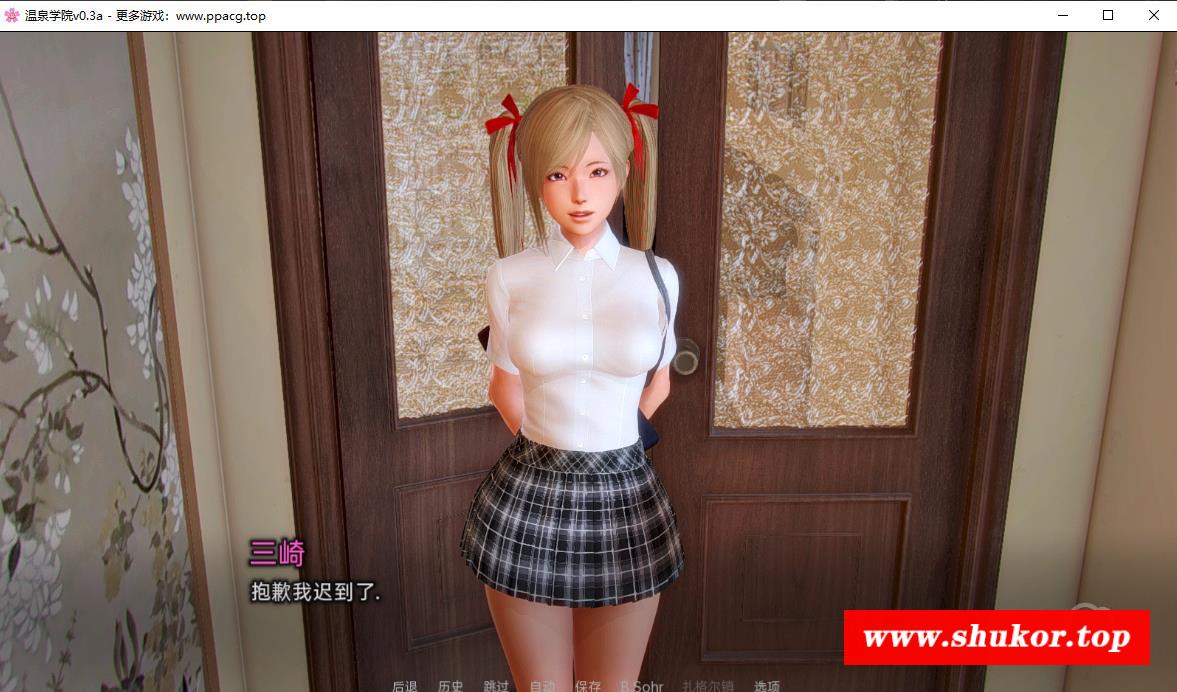 温泉学院v0.3a - 更多游戏：www.ppacg.top
三崎
抱歉我迟到了.
www.shukor.top
后退 历史 跳过 自动 保存 B.Sohr 扎格尔镇 选项